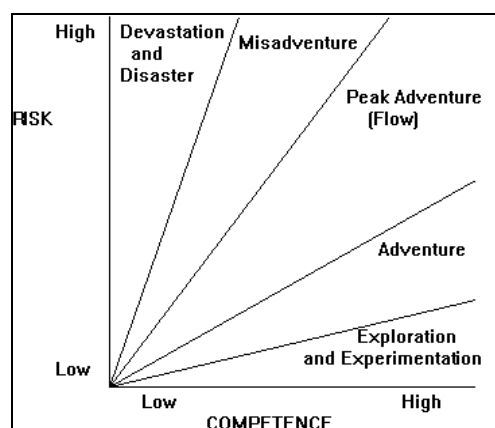 High
Devastation
and
Disaster
Misadventure
Peak Adventure
(Flow)
RISK
Adventure
Exploration
and Experimentation
Low
Low
High
COMPETENCE